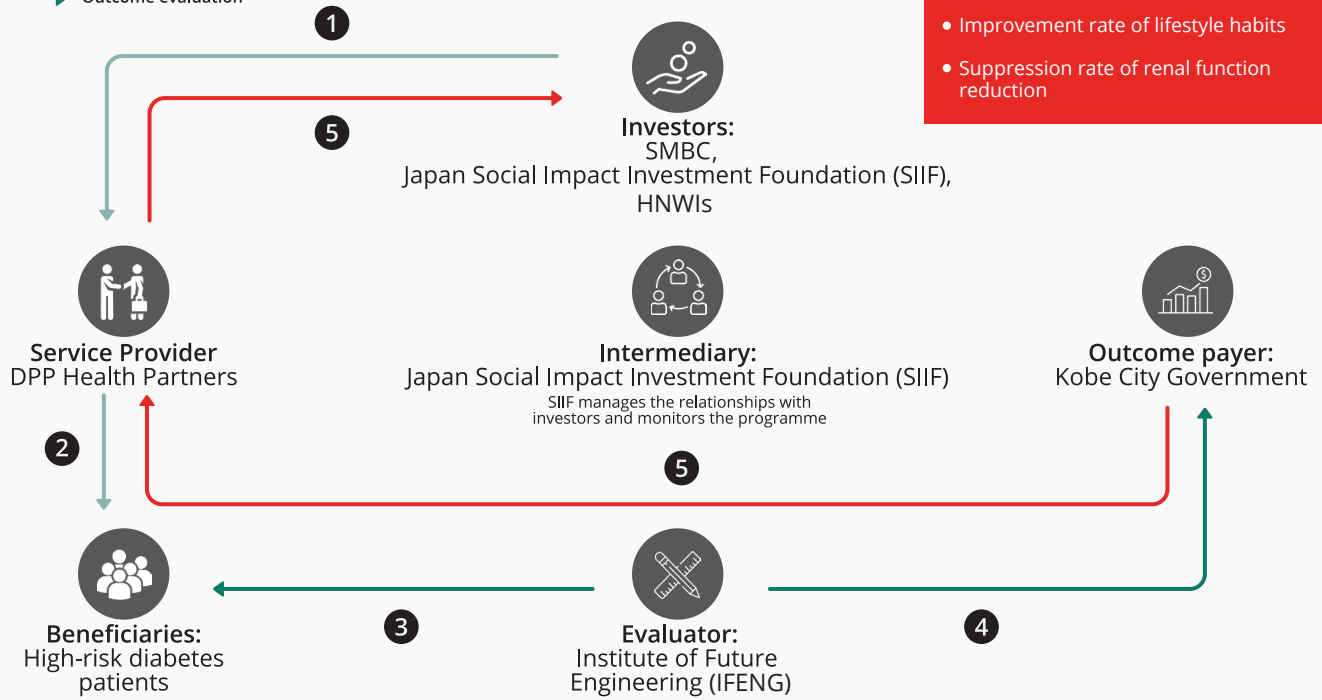 Outcome evaluation
1
• Improvement rate of lifestyle habits
• Suppression rate of renal function
reduction
5
Investors:
SMBC,
Japan Social Impact Investment Foundation (SIIF),
HNWIs
$
Service Provider
DPP Health Partners
Intermediary:
Japan Social Impact Investment Foundation (SIIF)
SIIF manages the relationships with
investors and monitors the programme
Outcome payer:
Kobe City Government
2
5
Beneficiaries:
High-risk diabetes
patients
3
Evaluator:
Institute of Future
Engineering (IFENG)
4